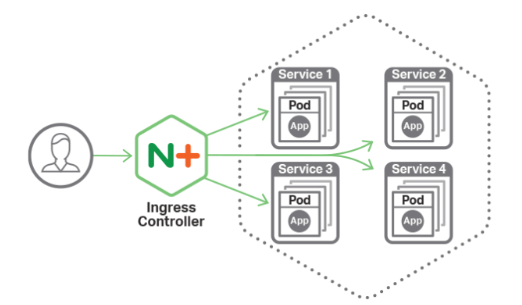 Service 1
Pod
App
Service 2
Pod
App
N+
Ingress
Controller
Service 3
Pod
App
Service 4
Pod
App